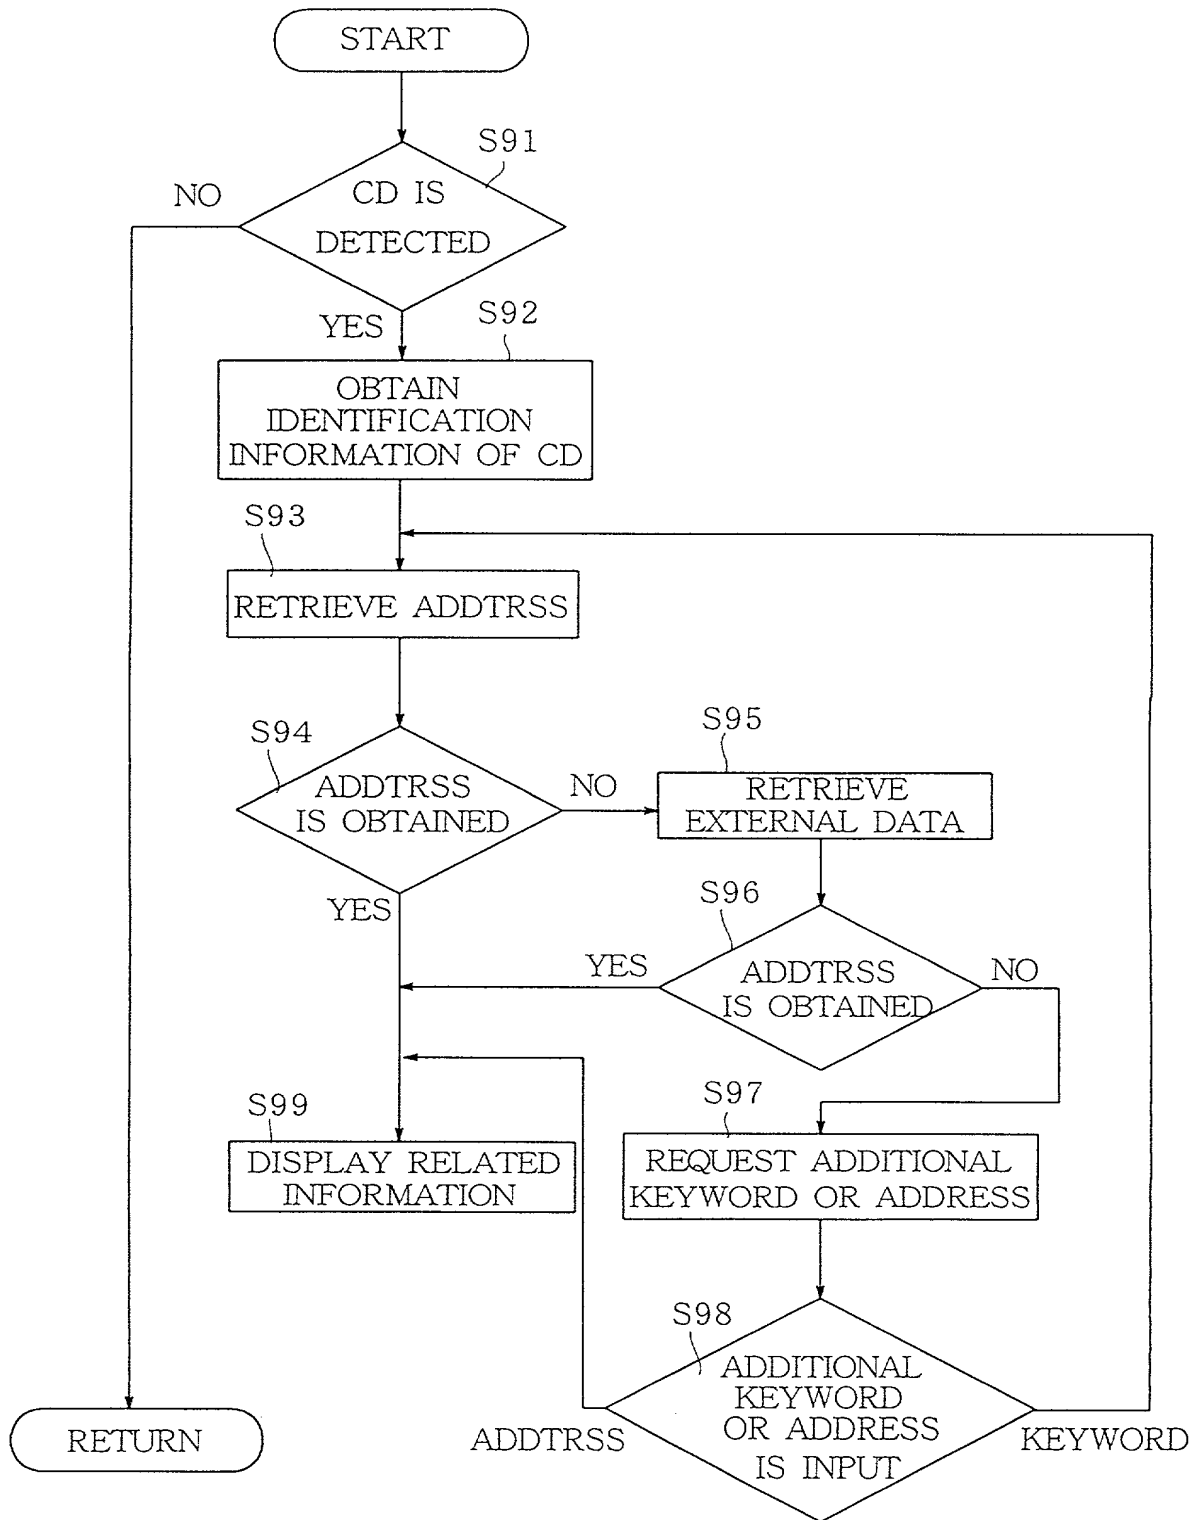 START
S91
NO
CD IS
DETECTED
YES
S92
OBTAIN
IDENTIFICATION
INFORMATION OF CD
S93
RETRIEVE ADDTRSS
S94
ADDTRSS
IS OBTAINED
NO
S95
RETRIEVE
EXTERNAL DATA
YES
S96
YES
ADDTRSS
IS OBTAINED
NO
S97
REQUEST ADDITIONAL
KEYWORD OR ADDRESS
S99
DISPLAY RELATED
INFORMATION
S98
ADDITIONAL
KEYWORD
OR ADDRESS
IS INPUT
ADDTRSS
KEYWORD
RETURN